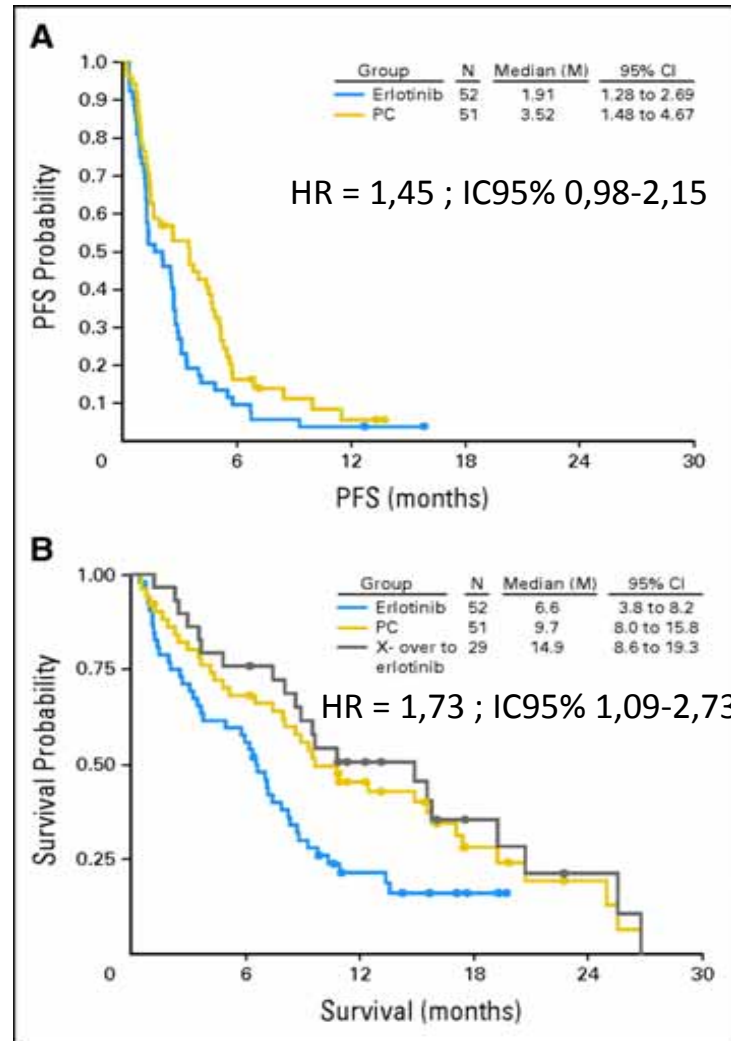 A
Group N Median (M) 95% CI
Erlotinib 52 1.91 1.28 to 2.69
PC 51 3.52 1.48 to 4.67
HR = 1,45 ; IC95% 0,98-2,15
PFS Probability
1.0
0.9
0.8
0.7
0.6
0.5
0.4
0.3
0.2
0.1
0 6 12 18 24 30
PFS (months)
B
Group N Median (M) 95% CI
Erlotinib 52 6.6 3.8 to 8.2
PC 51 9.7 8.0 to 15.8
X- over to 29 14.9 8.6 to 19.3
erlotinib
HR = 1,73 ; IC95% 1,09-2,73
Survival Probability
1.00
0.75
0.50
0.25
0 6 12 18 24 30
Survival (months)